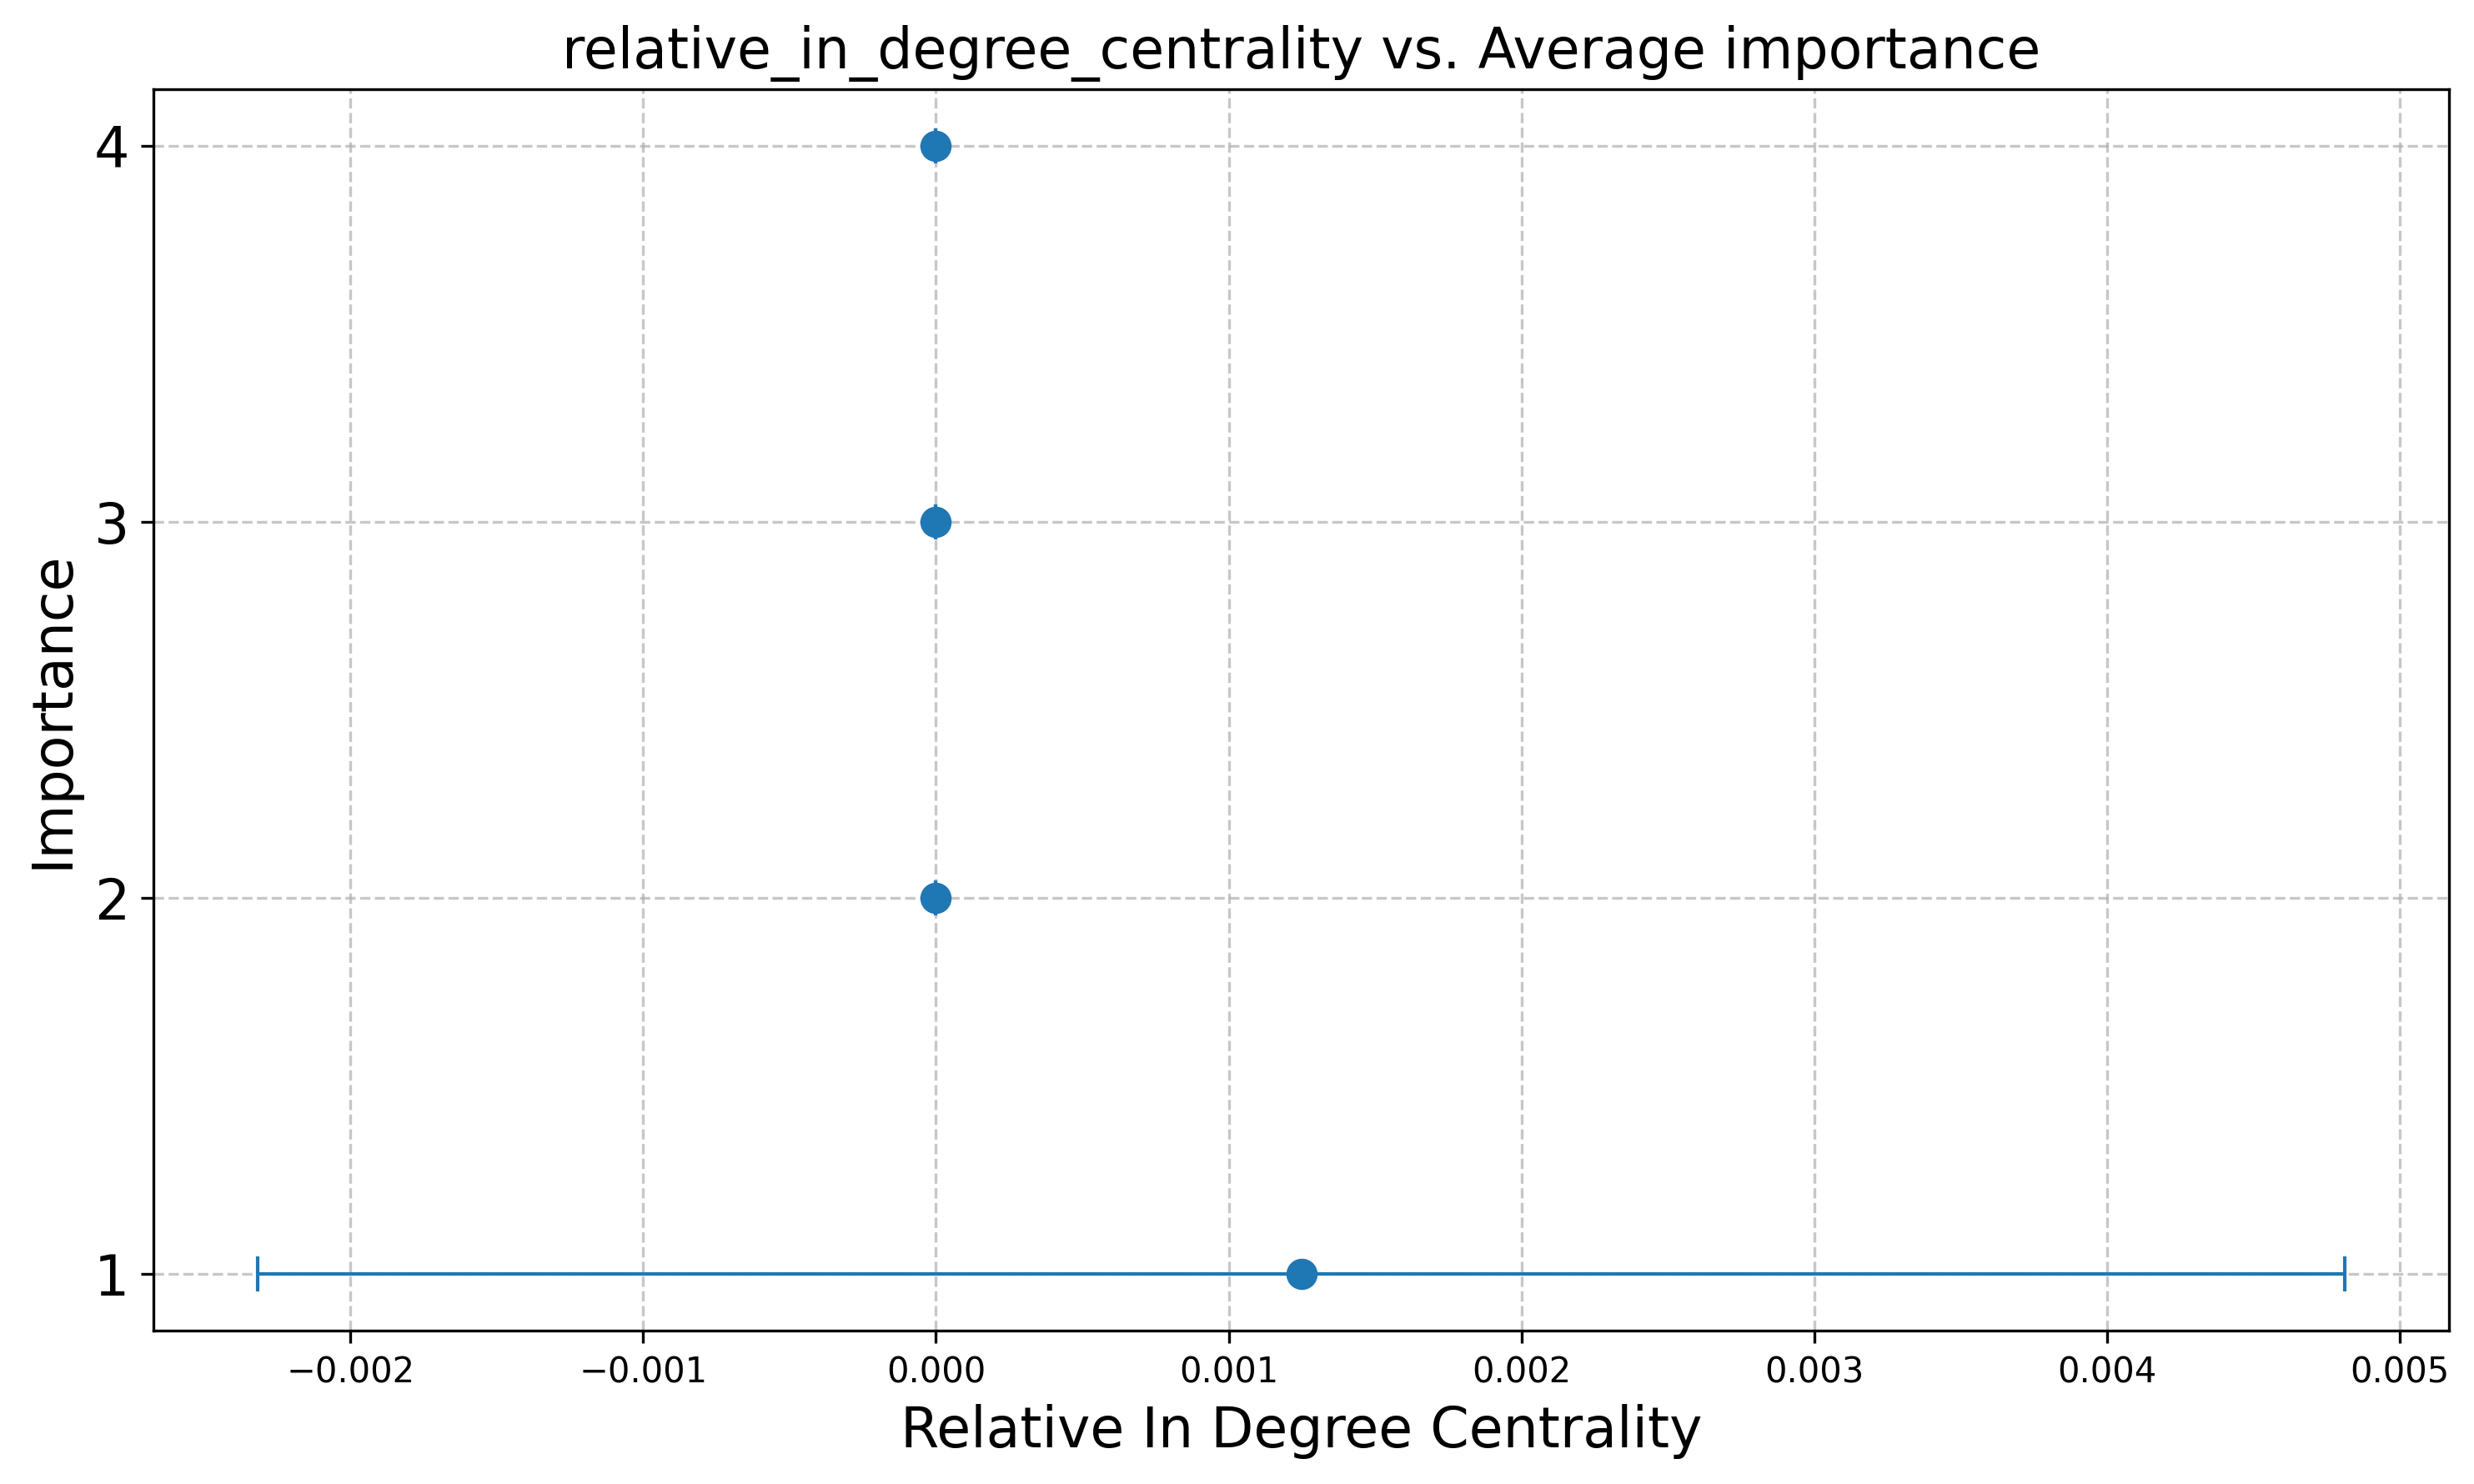 relative_in_degree_centrality vs. Average importance
4
3
2
1
Importance
−0.002 −0.001 0.000 0.001 0.002 0.003 0.004 0.005
Relative In Degree Centrality